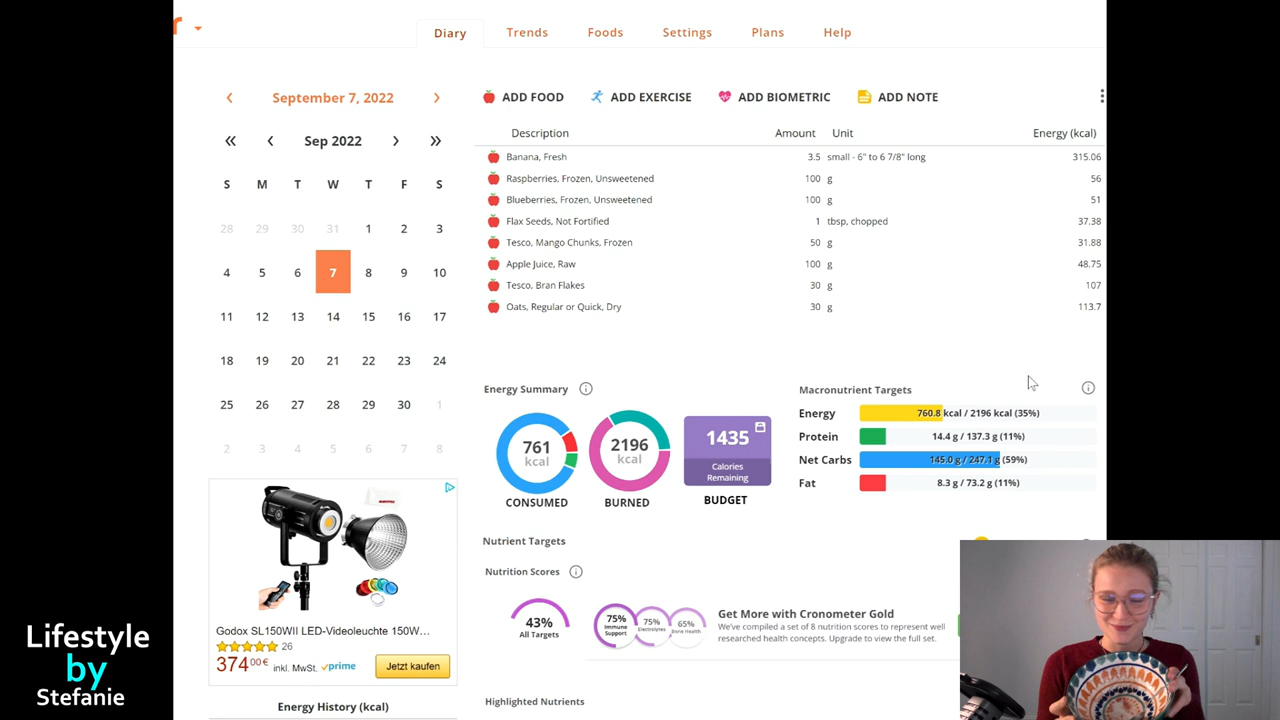 Diary Trends Foods Settings Plans Help
September 7, 2022
ADD FOOD ADD EXERCISE ADD BIOMETRIC ADD NOTE
Sep 2022
S M T W T F S
28 29 30 31 1 2 3
4 5 6 7 8 9 10
11 12 13 14 15 16 17
18 19 20 21 22 23 24
25 26 27 28 29 30 1
2 3 4 5 6 7 8
Description Amount Unit Energy (kcal)
Banana, Fresh 3.5 small - 6" to 6 7/8" long 315.06
Raspberries, Frozen, Unsweetened 100 g 56
Blueberries, Frozen, Unsweetened 100 g 51
Flax Seeds, Not Fortified 1 tbsp, chopped 37.38
Tesco, Mango Chunks, Frozen 50 g 31.88
Apple Juice, Raw 100 g 48.75
Tesco, Bran Flakes 30 g 107
Oats, Regular or Quick, Dry 30 g 113.7
Energy Summary
761
kcal
CONSUMED
2196
kcal
BURNED
1435
Calories
Remaining
BUDGET
Macronutrient Targets
Energy 760.8 kcal / 2196 kcal (35%)
Protein 14.4 g / 137.3 g (11%)
Net Carbs 145.0 g / 247.1 g (59%)
Fat 8.3 g / 73.2 g (11%)
Nutrient Targets
Nutrition Scores
43%
All Targets
75%
Immune
Support
75%
Electrolytes
65%
Bone Health
Get More with Cronometer Gold
We've compiled a set of 8 nutrition scores to represent well
researched health concepts. Upgrade to view the full set.
Highlighted Nutrients
Godox SL150WII LED-Videoleuchte 150W...
26
374 00 € inkl. MwSt. prime Jetzt kaufen
Energy History (kcal)
Lifestyle
by
Stefanie